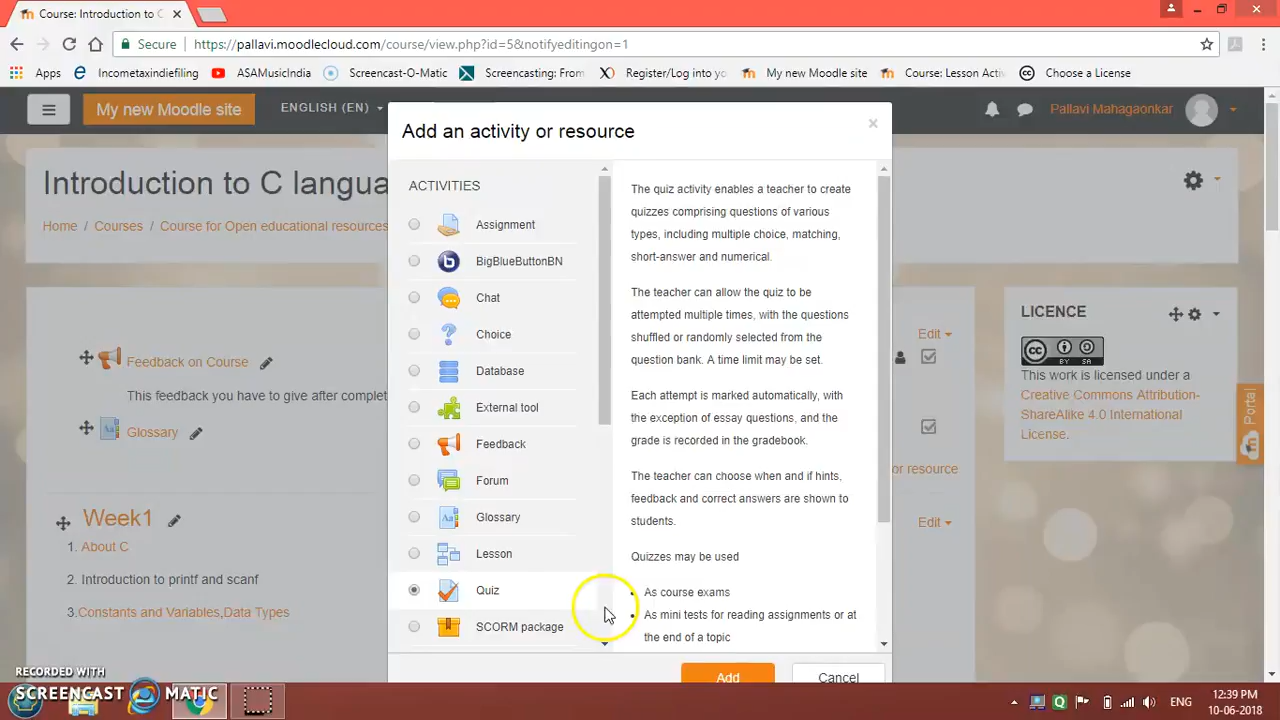 Course: Introduction to C
Secure
https://pallavi.moodlecloud.com/course/view.php?id=5&notifyeditingon=1
Apps
Incometaxindiefiling
ASAMusicIndia
Screencast-O-Matic
Screencasting: From
Register/Log into yo
My new Moodle site
Course: Lesson Acti
Choose a License
My new Moodle site
ENGLISH (EN)
Pallavi Mahagaonkar
Add an activity or resource
×
Introduction to C langua
Home / Courses / Course for Open educational resources
ACTIVITIES
Assignment
BigBlueButtonBN
Chat
Choice
Database
External tool
Feedback
Forum
Glossary
Lesson
Quiz
SCORM package
The quiz activity enables a teacher to create
quizzes comprising questions of various
types, including multiple choice, matching,
short-answer and numerical.
The teacher can allow the quiz to be
attempted multiple times, with the questions
shuffled or randomly selected from the
question bank. A time limit may be set.
Each attempt is marked automatically, with
the exception of essay questions, and the
grade is recorded in the gradebook.
The teacher can choose when and if hints,
feedback and correct answers are shown to
students.
Quizzes may be used
As course exams
As mini tests for reading assignments or at
the end of a topic
Add
Cancel
Feedback on Course
This feedback you have to give after complet
Aa
Glossary
Week1
1. About C
2. Introduction to printf and scanf
3.Constants and Variables,Data Types
Edit
or resource
Edit
LICENCE
CC BY SA
This work is licensed under a
Creative Commons Attribution-
ShareAlike 4.0 International
License.
Portal
RECORDED WITH
SCREENCAST MATIC
ENG
12:39 PM
10-06-2018